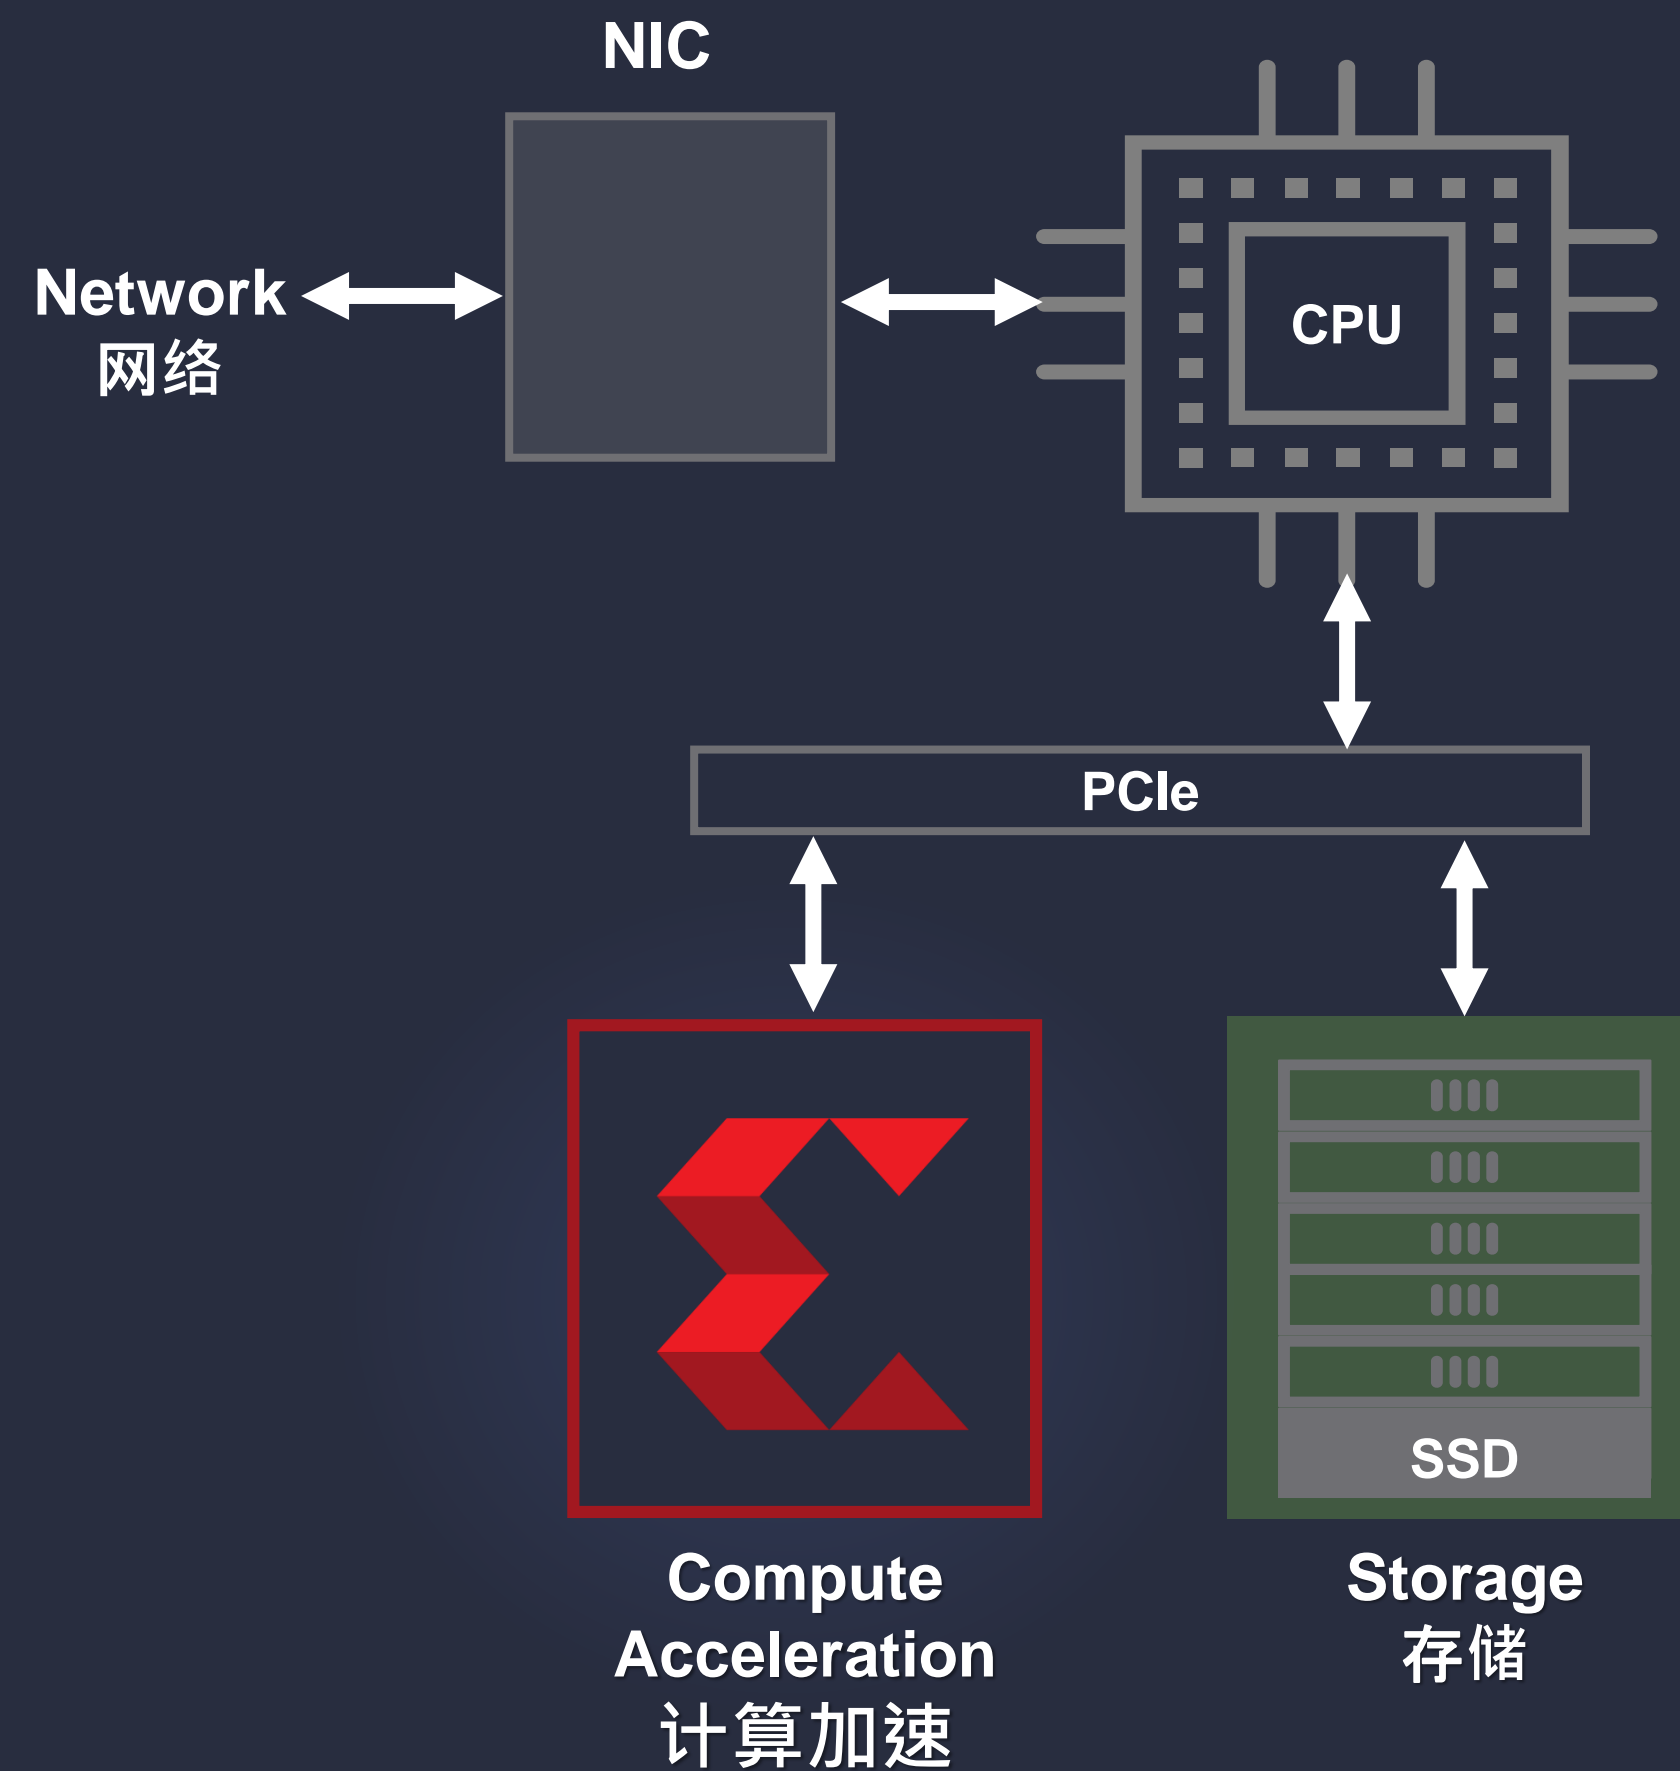 NIC
Network
网络
CPU
PCIe
SSD
Compute
Acceleration
计算加速
Storage
存储